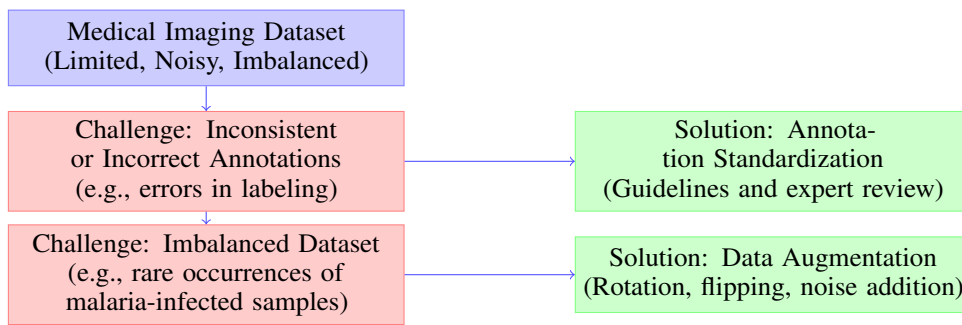 Medical Imaging Dataset
(Limited, Noisy, Imbalanced)
Challenge: Inconsistent
or Incorrect Annotations
(e.g., errors in labeling)
Solution: Annota-
tion Standardization
(Guidelines and expert review)
Challenge: Imbalanced Dataset
(e.g., rare occurrences of
malaria-infected samples)
Solution: Data Augmentation
(Rotation, flipping, noise addition)